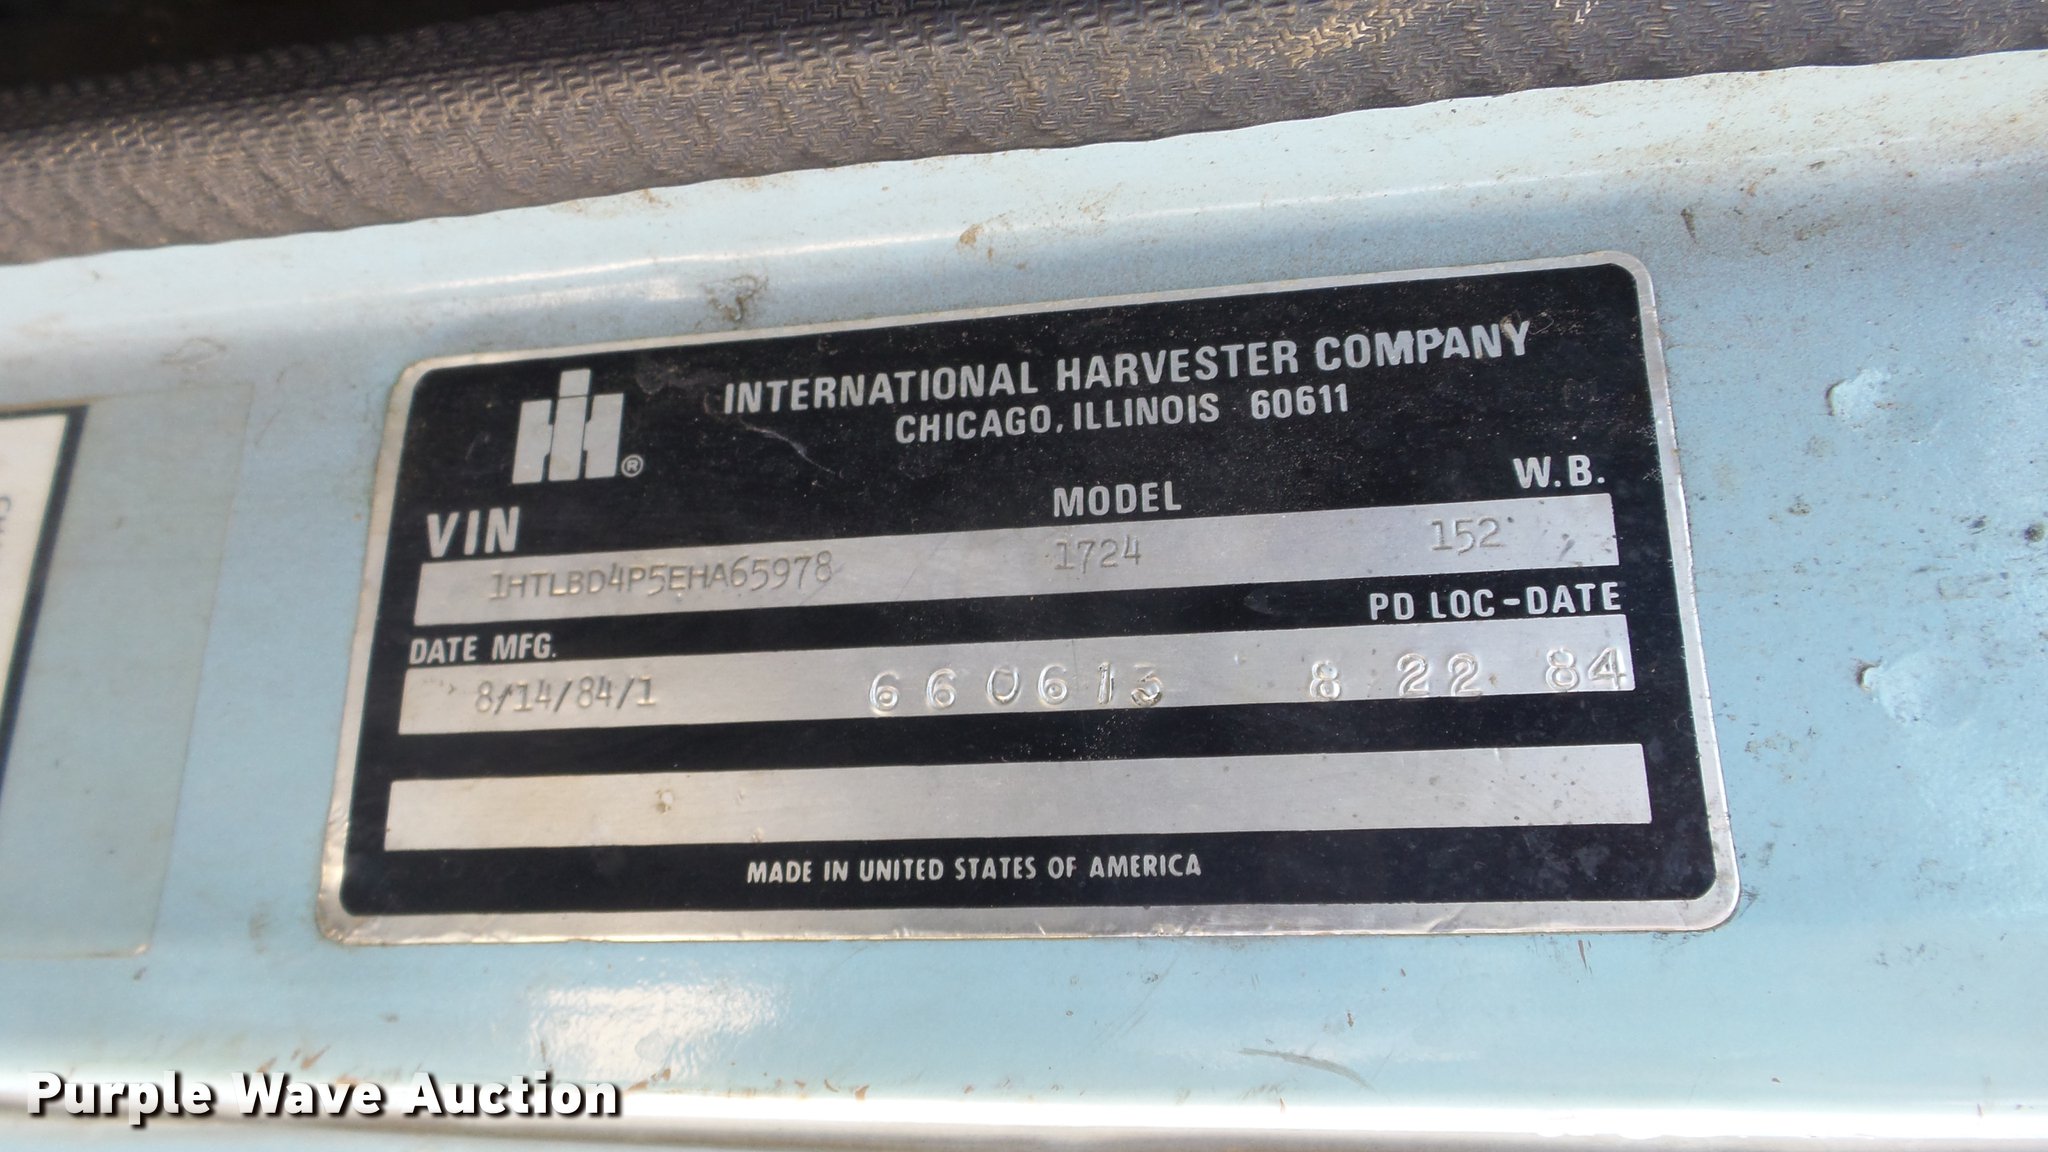 INTERNATIONAL HARVESTER COMPANY
CHICAGO, ILLINOIS 60611
IH®
VIN MODEL W.B.
1HTLBD4P5EHA65978 1724 152
DATE MFG. PD LOC-DATE
8/14/84/1 660613 8 22 84
MADE IN UNITED STATES OF AMERICA
Purple Wave Auction